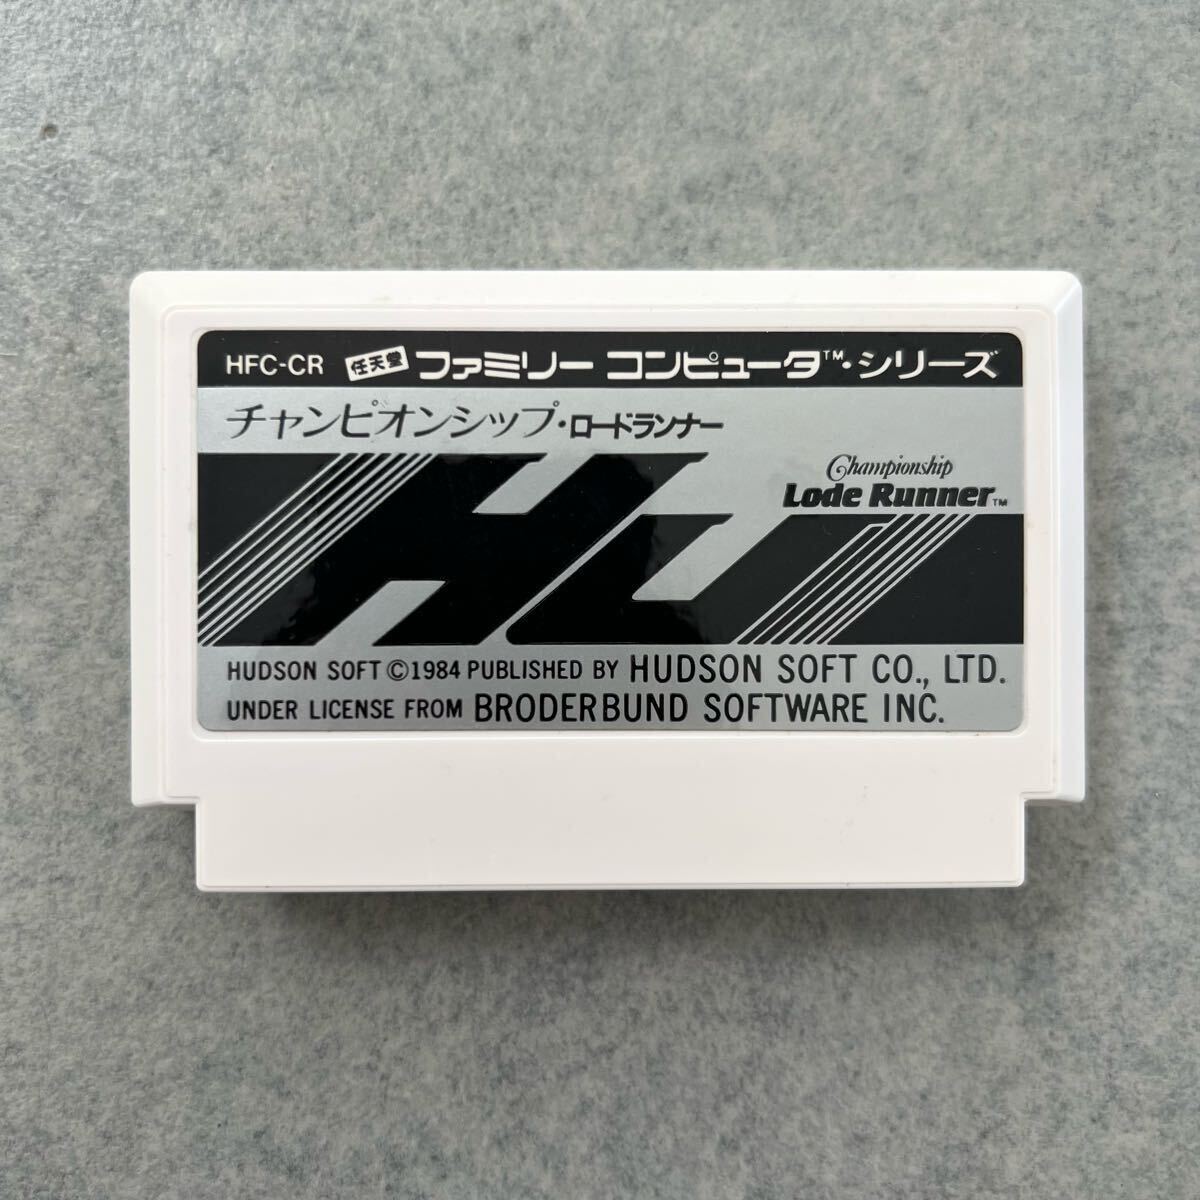 HFC-CR 任天堂 ファミリー コンピュータ™・シリーズ
チャンピオンシップ・ロードランナー
Championship
Lode Runner™
HL
HUDSON SOFT ©1984 PUBLISHED BY HUDSON SOFT CO., LTD.
UNDER LICENSE FROM BRODERBUND SOFTWARE INC.